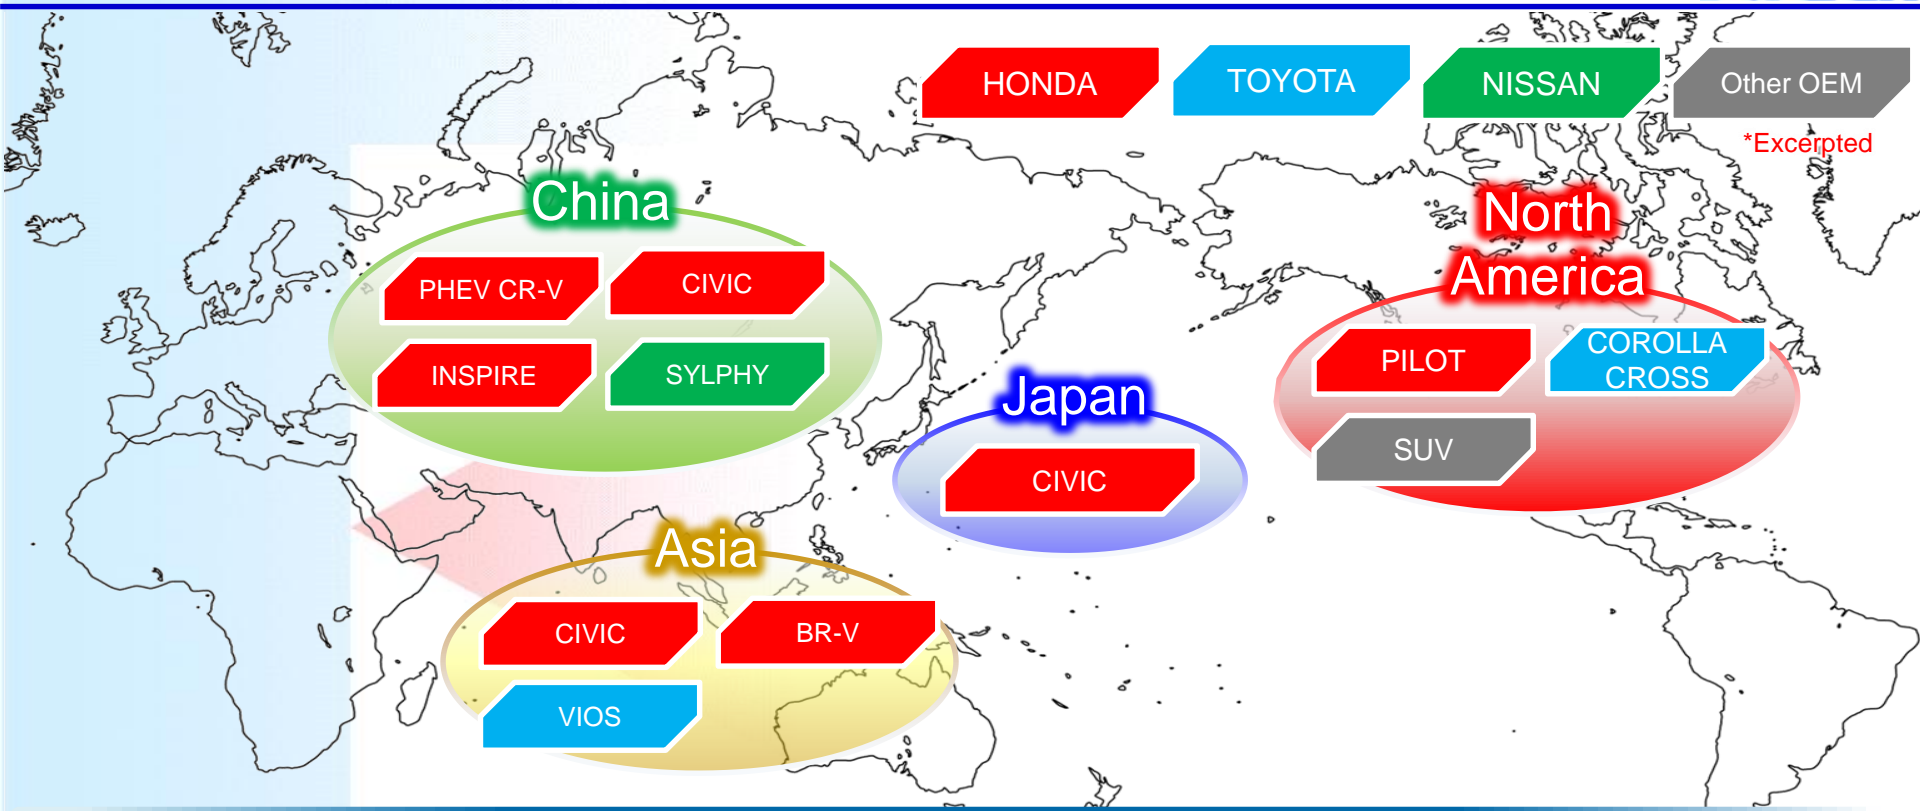 HONDA
TOYOTA
NISSAN
Other OEM
*Excerpted
China
PHEV CR-V
CIVIC
INSPIRE
SYLPHY
North
America
PILOT
COROLLA
CROSS
SUV
Japan
CIVIC
Asia
CIVIC
BR-V
VIOS